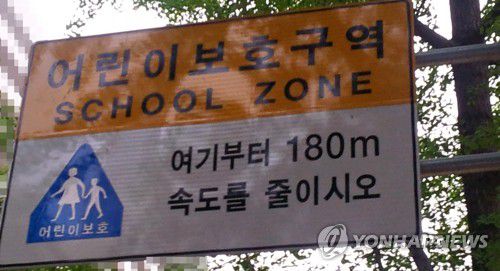 어린이보호구역
SCHOOL ZONE
여기부터 180m
속도를 줄이시오
어린이보호
YONHAPNEWS